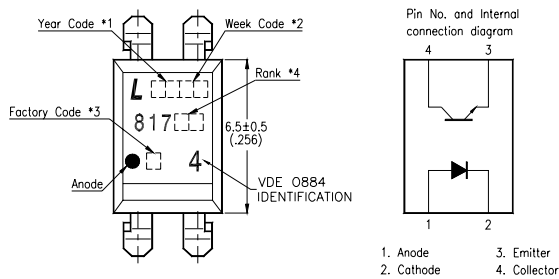 Year Code *1
Week Code *2
L
Rank *4
817
Factory Code *3
6.5±0.5
(.256)
4
Anode
VDE 0884
IDENTIFICATION
Pin No. and Internal
connection diagram
4 3
1 2
1. Anode 3. Emitter
2. Cathode 4. Collector